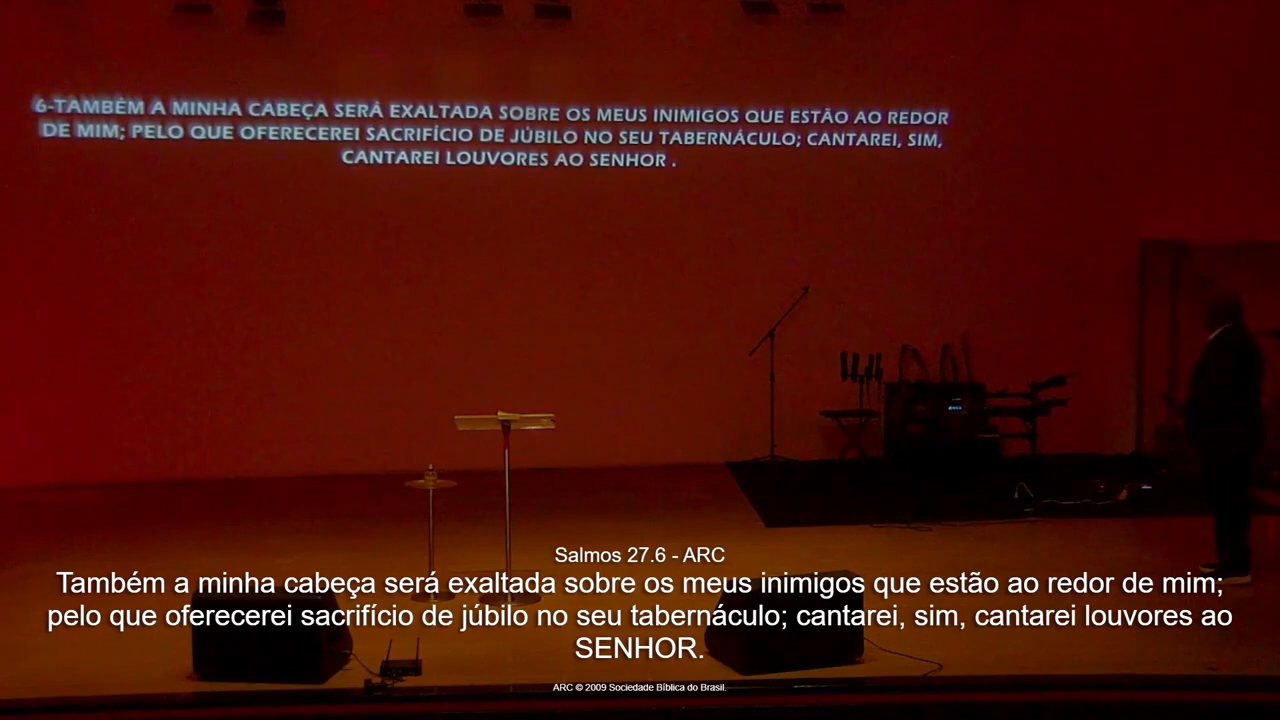 6-TAMBÉM A MINHA CABEÇA SERÁ EXALTADA SOBRE OS MEUS INIMIGOS QUE ESTÃO AO REDOR
DE MIM; PELO QUE OFERECEREI SACRIFÍCIO DE JÚBILO NO SEU TABERNÁCULO; CANTAREI, SIM,
CANTAREI LOUVORES AO SENHOR .
Salmos 27.6 - ARC
Também a minha cabeça será exaltada sobre os meus inimigos que estão ao redor de mim;
pelo que oferecerei sacrifício de júbilo no seu tabernáculo; cantarei, sim, cantarei louvores ao
SENHOR.
ARC © 2009 Sociedade Bíblica do Brasil.